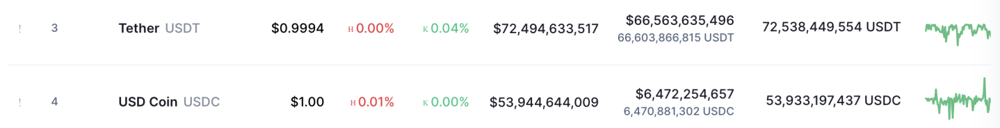 ! 3 Tether USDT $0.9994 H 0.00% K 0.04% $72,494,633,517 $66,563,635,496 72,538,449,554 USDT
66,603,866,815 USDT
! 4 USD Coin USDC $1.00 H 0.01% K 0.00% $53,944,644,009 $6,472,254,657 53,933,197,437 USDC
6,470,881,302 USDC